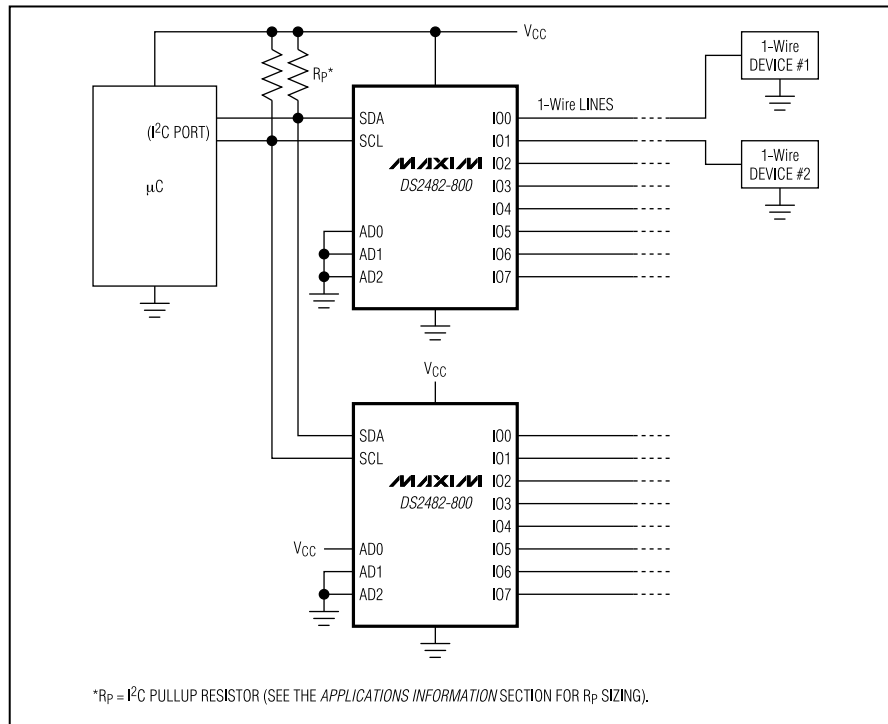 VCC
RP*
(I2C PORT)
μC
SDA
SCL
AD0
AD1
AD2
MAXIM
DS2482-800
IO0
IO1
IO2
IO3
IO4
IO5
IO6
IO7
1-Wire LINES
1-Wire
DEVICE #1
1-Wire
DEVICE #2
VCC
SDA
SCL
VCC
AD0
AD1
AD2
MAXIM
DS2482-800
IO0
IO1
IO2
IO3
IO4
IO5
IO6
IO7
*RP = I2C PULLUP RESISTOR (SEE THE APPLICATIONS INFORMATION SECTION FOR RP SIZING).